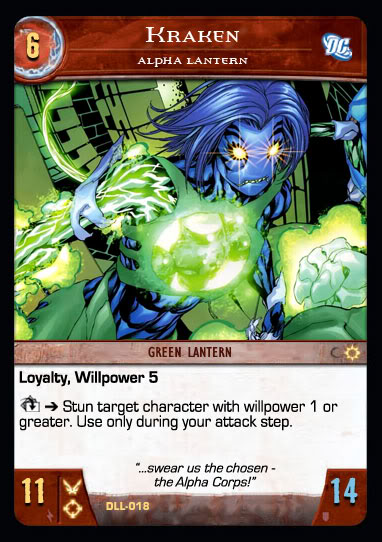 6
Kraken
Alpha Lantern
DC
GREEN LANTERN
Loyalty, Willpower 5
➔ Stun target character with willpower 1 or
greater. Use only during your attack step.
“...swear us the chosen -
the Alpha Corps!”
11
DLL-018
14